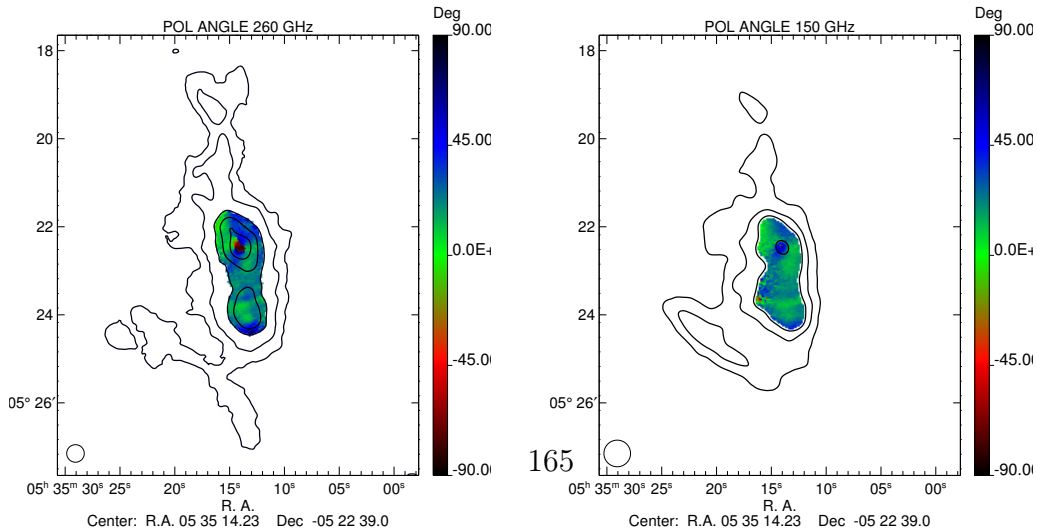 POL ANGLE 260 GHz
Deg
90.00
45.00
0.0E+
-45.00
-90.00
18
20
22
24
05° 26′
05ʰ 35ᵐ 30ˢ 25ˢ 20ˢ 15ˢ 10ˢ 05ˢ 00ˢ
R. A.
Center: R.A. 05 35 14.23 Dec -05 22 39.0
165
POL ANGLE 150 GHz
Deg
90.00
45.00
0.0E+
-45.00
-90.00
18
20
22
24
05° 26′
05ʰ 35ᵐ 30ˢ 25ˢ 20ˢ 15ˢ 10ˢ 05ˢ 00ˢ
R. A.
Center: R.A. 05 35 14.23 Dec -05 22 39.0